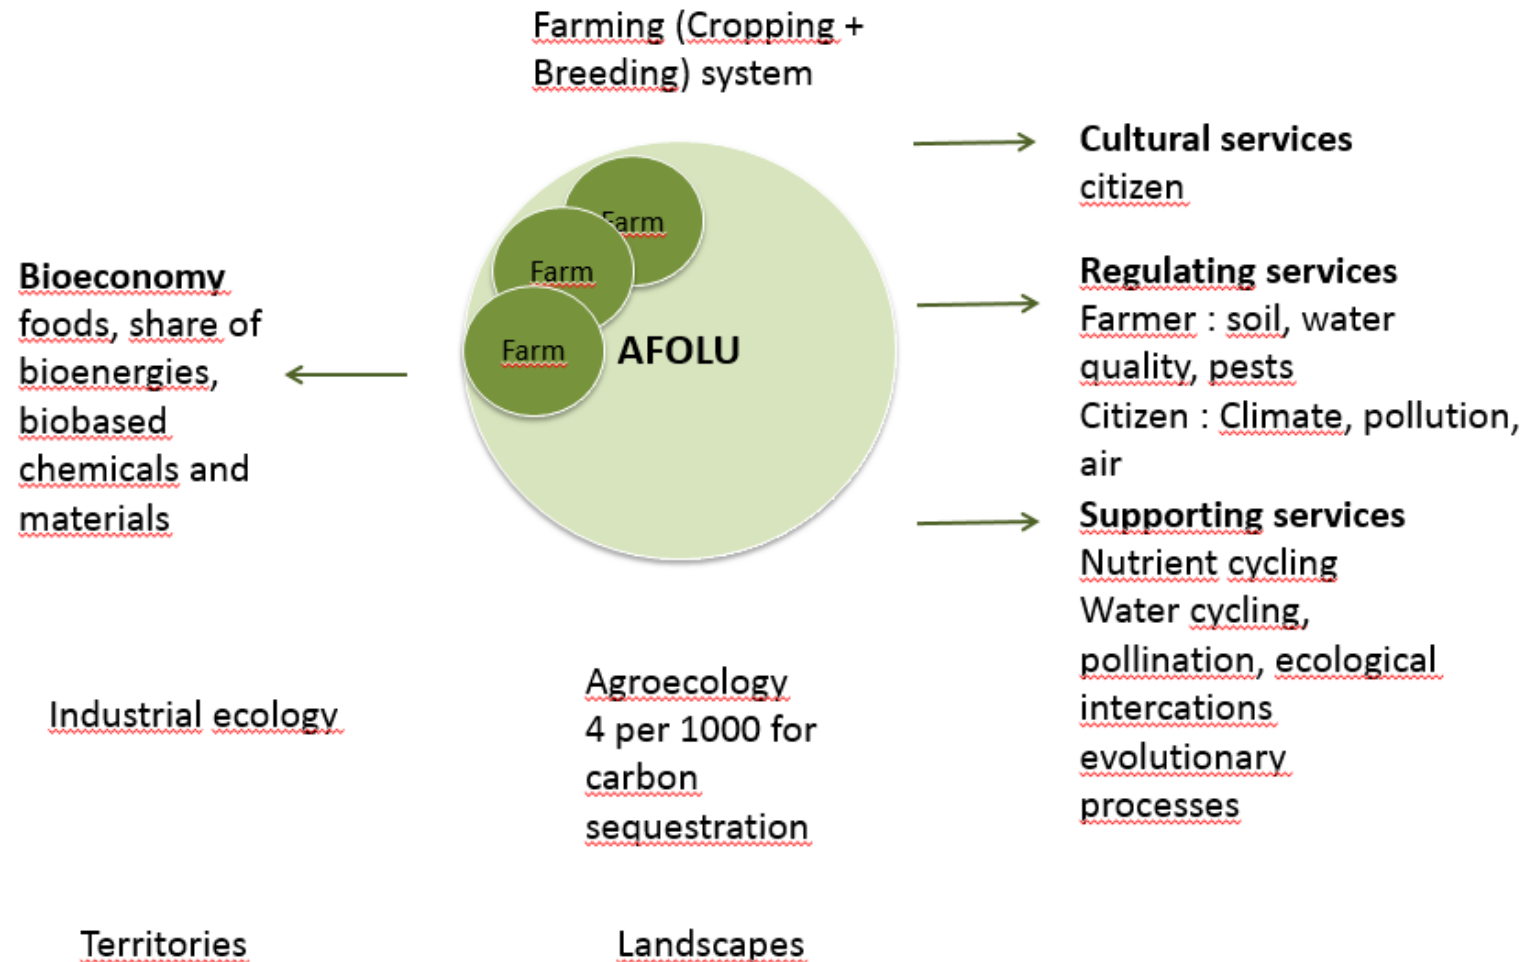 Farming (Cropping +
Breeding) system
Cultural services
citizen
Farm
Farm
Farm
AFOLU
Bioeconomy
foods, share of
bioenergies,
biobased
chemicals and
materials
Regulating services
Farmer : soil, water
quality, pests
Citizen : Climate, pollution,
air
Supporting services
Nutrient cycling
Water cycling,
pollination, ecological
intercations
evolutionary
processes
Industrial ecology
Agroecology
4 per 1000 for
carbon
sequestration
Territories
Landscapes